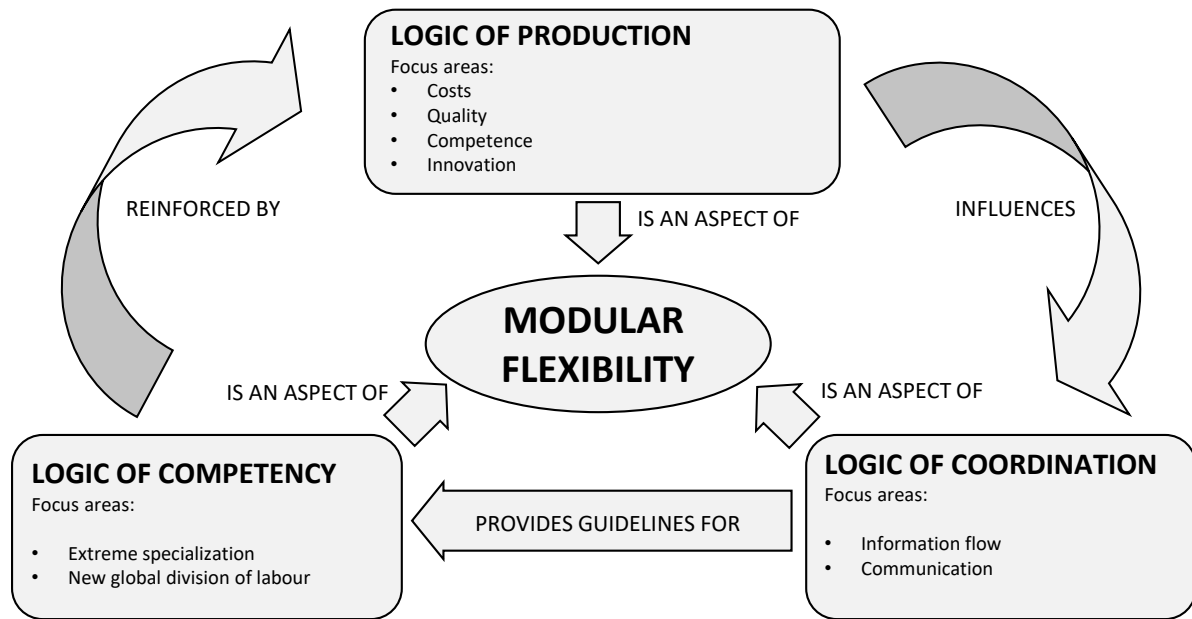 LOGIC OF PRODUCTION
Focus areas:
• Costs
• Quality
• Competence
• Innovation
REINFORCED BY
IS AN ASPECT OF
INFLUENCES
MODULAR
FLEXIBILITY
IS AN ASPECT OF
IS AN ASPECT OF
LOGIC OF COMPETENCY
Focus areas:
• Extreme specialization
• New global division of labour
PROVIDES GUIDELINES FOR
LOGIC OF COORDINATION
Focus areas:
• Information flow
• Communication